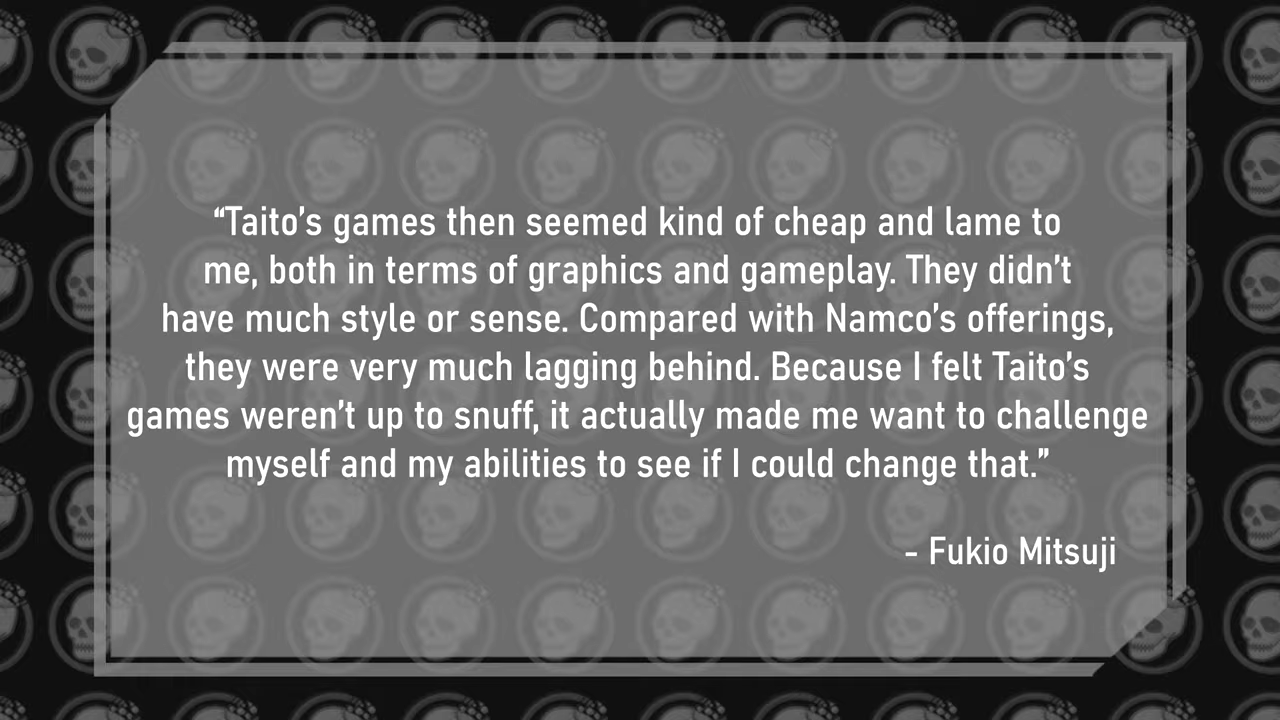 “Taito’s games then seemed kind of cheap and lame to
me, both in terms of graphics and gameplay. They didn’t
have much style or sense. Compared with Namco’s offerings,
they were very much lagging behind. Because I felt Taito’s
games weren’t up to snuff, it actually made me want to challenge
myself and my abilities to see if I could change that.”
- Fukio Mitsuji